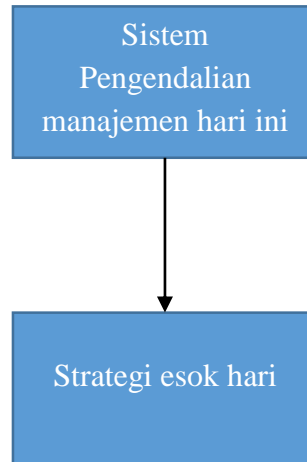 Sistem
Pengendalian
manajemen hari ini
Strategi esok hari